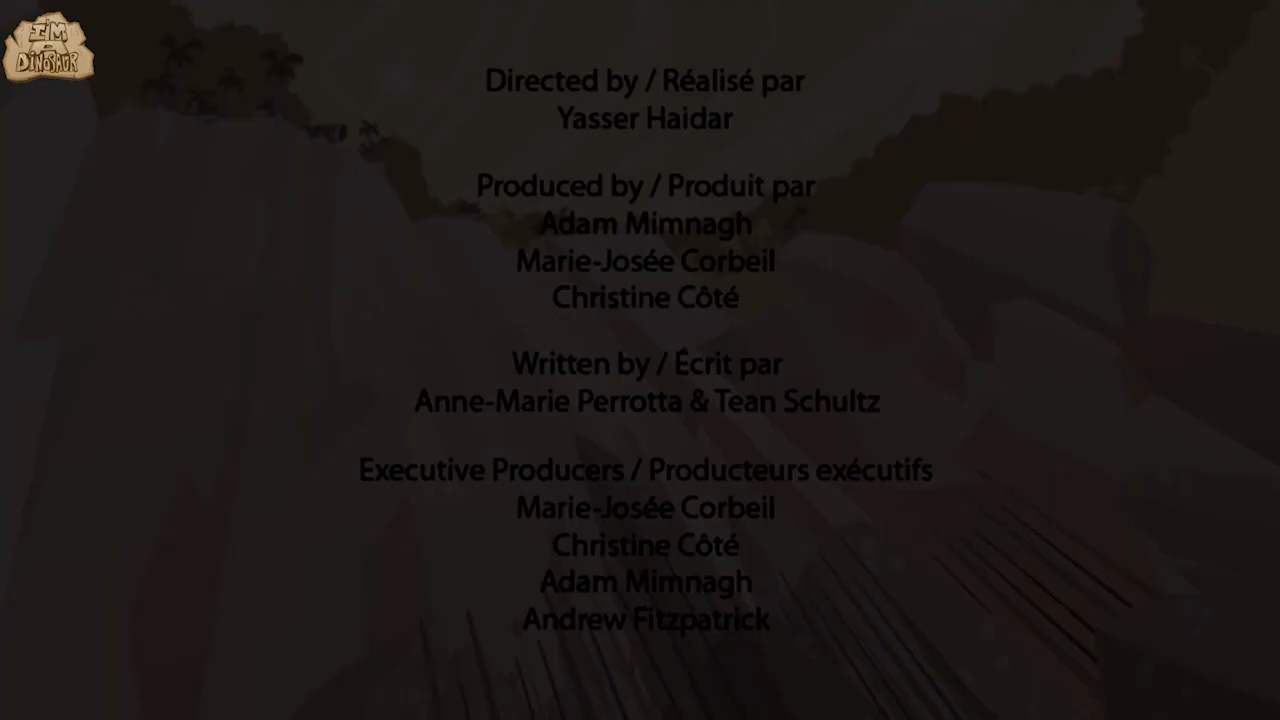 I'M
A
DINOSAUR
Directed by / Réalisé par
Yasser Haidar
Produced by / Produit par
Adam Mimnagh
Marie-Josée Corbeil
Christine Côté
Written by / Écrit par
Anne-Marie Perrotta & Tean Schultz
Executive Producers / Producteurs exécutifs
Marie-Josée Corbeil
Christine Côté
Adam Mimnagh
Andrew Fitzpatrick